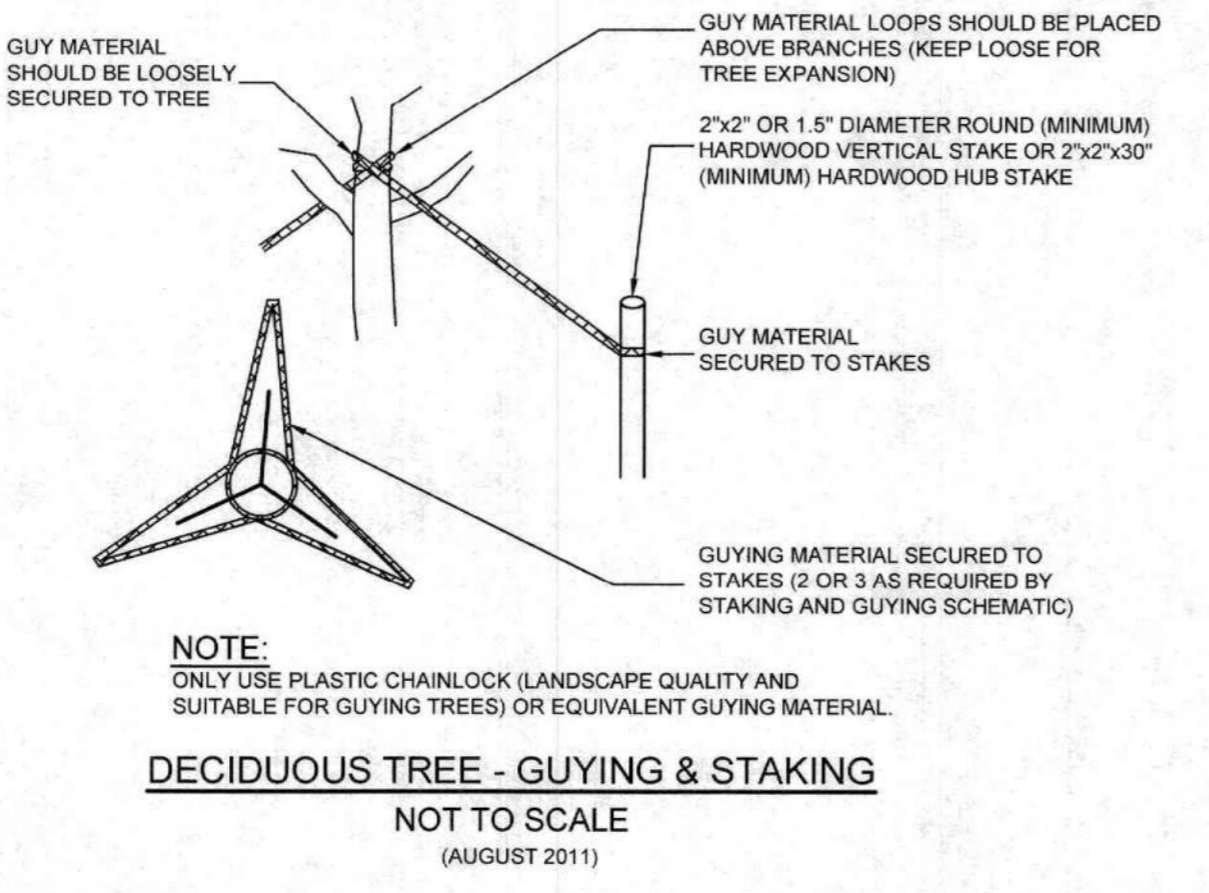 GUY MATERIAL
SHOULD BE LOOSELY
SECURED TO TREE
GUY MATERIAL LOOPS SHOULD BE PLACED
ABOVE BRANCHES (KEEP LOOSE FOR
TREE EXPANSION)
2"x2" OR 1.5" DIAMETER ROUND (MINIMUM)
HARDWOOD VERTICAL STAKE OR 2"x2"x30"
(MINIMUM) HARDWOOD HUB STAKE
GUY MATERIAL
SECURED TO STAKES
GUYING MATERIAL SECURED TO
STAKES (2 OR 3 AS REQUIRED BY
STAKING AND GUYING SCHEMATIC)
NOTE:
ONLY USE PLASTIC CHAINLOCK (LANDSCAPE QUALITY AND
SUITABLE FOR GUYING TREES) OR EQUIVALENT GUYING MATERIAL.
DECIDUOUS TREE - GUYING & STAKING
NOT TO SCALE
(AUGUST 2011)